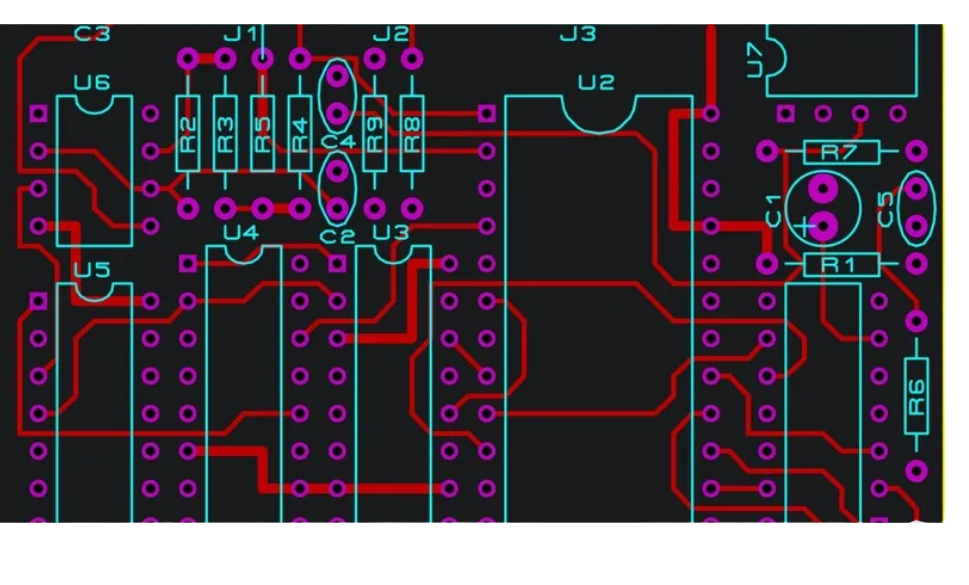 C3 J1 J2 J3
U7
U6 U2
R2 R3 R5 R4 R9 R8
C4
R7
C1 + C5
U4 C2 U3
R1
U5
R6